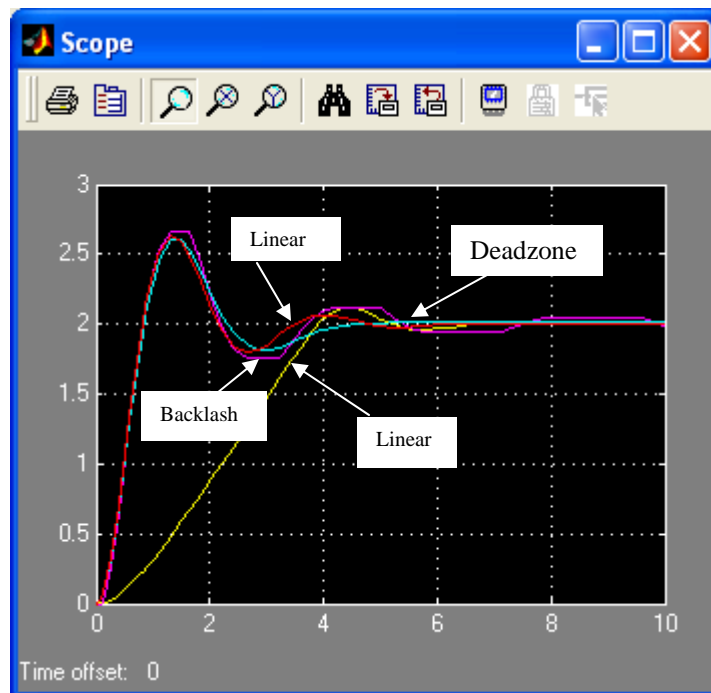 Scope
3
2.5
2
1.5
1
0.5
0
0 2 4 6 8 10
Linear
Deadzone
Backlash
Linear
Time offset: 0